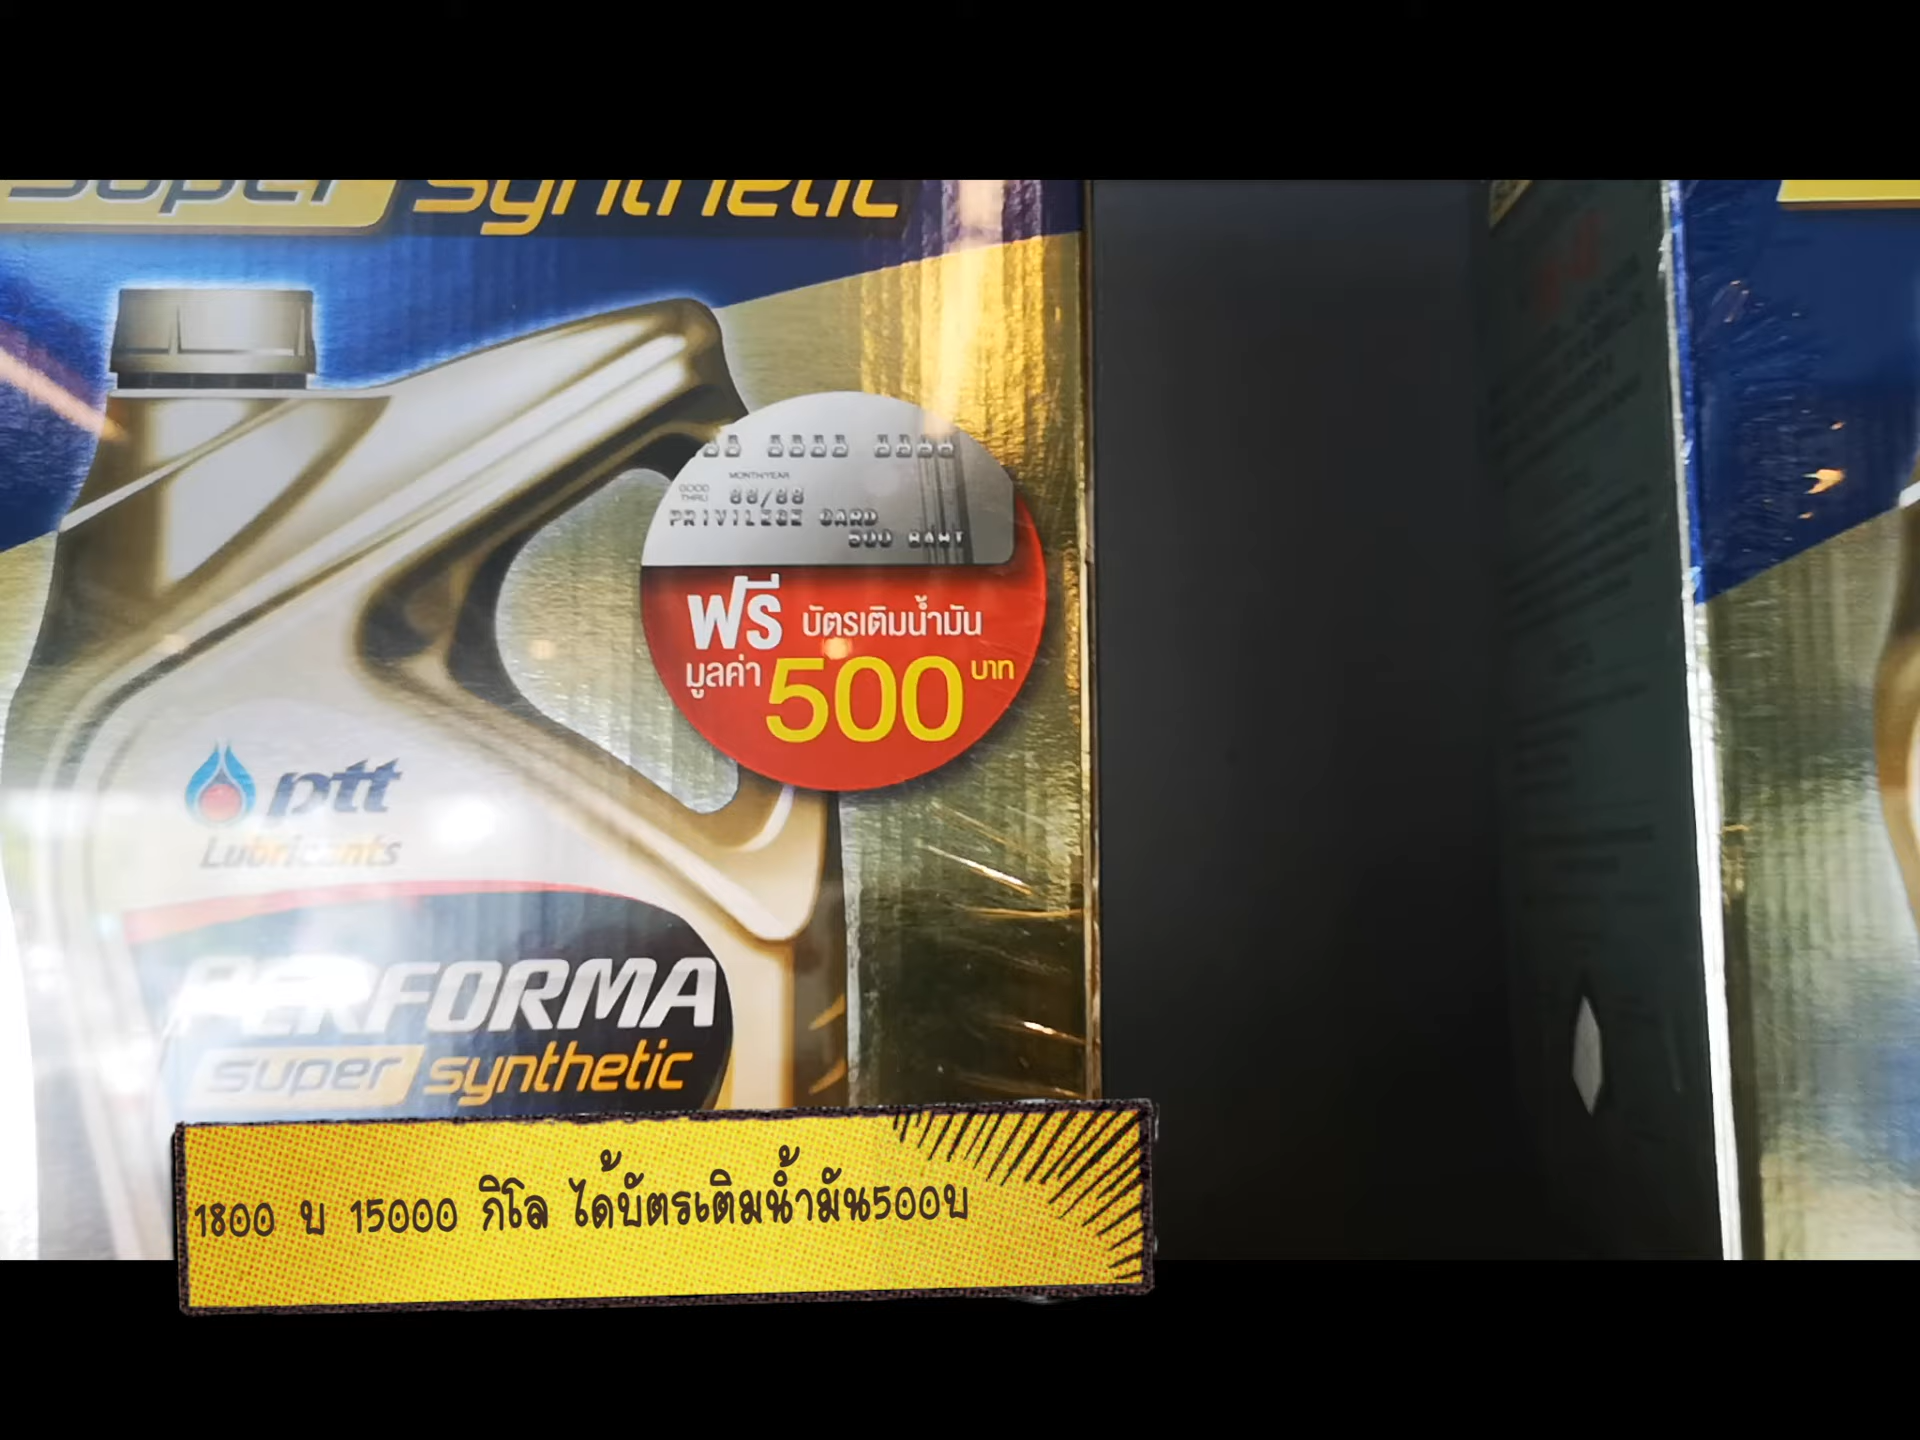 super synthetic
88 8888 8888
MONTH/YEAR
GOOD
THRU
88/88
PRIVILEGE CARD
500 BAHT
ฟรี บัตรเติมน้ำมัน
มูลค่า 500 บาท
ptt
Lubricants
PERFORMA
super synthetic
1800 บ 15000 กิโล ได้บัตรเติมน้ำมัน500บ